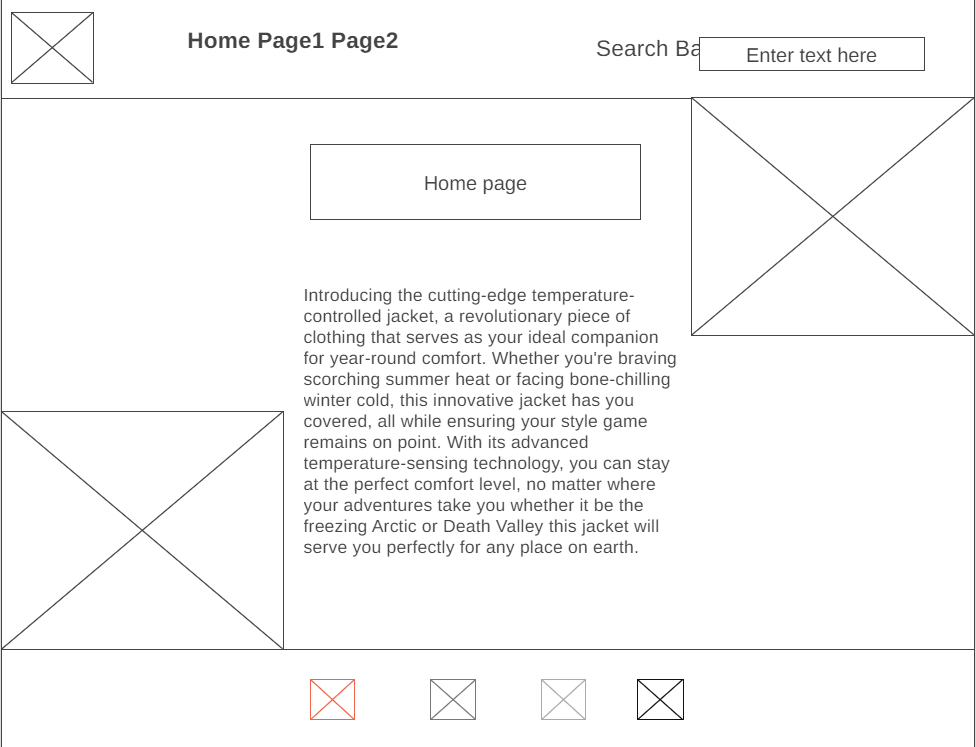 Home Page1 Page2
Search Ba
Enter text here
Home page
Introducing the cutting-edge temperature-
controlled jacket, a revolutionary piece of
clothing that serves as your ideal companion
for year-round comfort. Whether you're braving
scorching summer heat or facing bone-chilling
winter cold, this innovative jacket has you
covered, all while ensuring your style game
remains on point. With its advanced
temperature-sensing technology, you can stay
at the perfect comfort level, no matter where
your adventures take you whether it be the
freezing Arctic or Death Valley this jacket will
serve you perfectly for any place on earth.